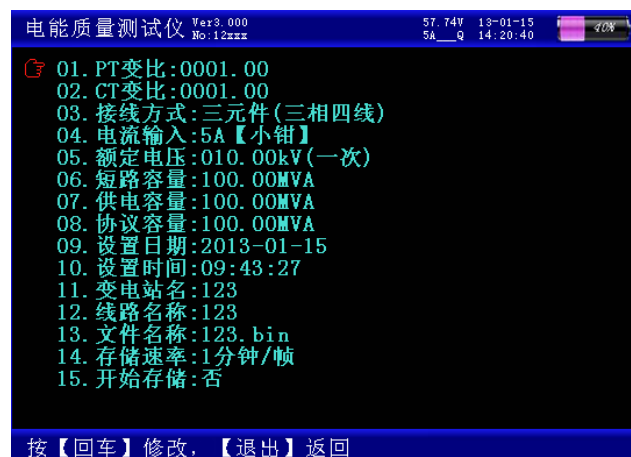 电能质量测试仪 Ver3.000 57.74V 13-01-15
No:12xxx 5A__Q 14:20:40 40%
01.PT变比:0001.00
02.CT变比:0001.00
03.接线方式:三元件(三相四线)
04.电流输入:5A【小钳】
05.额定电压:010.00kV(一次)
06.短路容量:100.00MVA
07.供电容量:100.00MVA
08.协议容量:100.00MVA
09.设置日期:2013-01-15
10.设置时间:09:43:27
11.变电站名:123
12.线路名称:123
13.文件名称:123.bin
14.存储速率:1分钟/帧
15.开始存储:否
按【回车】修改,【退出】返回